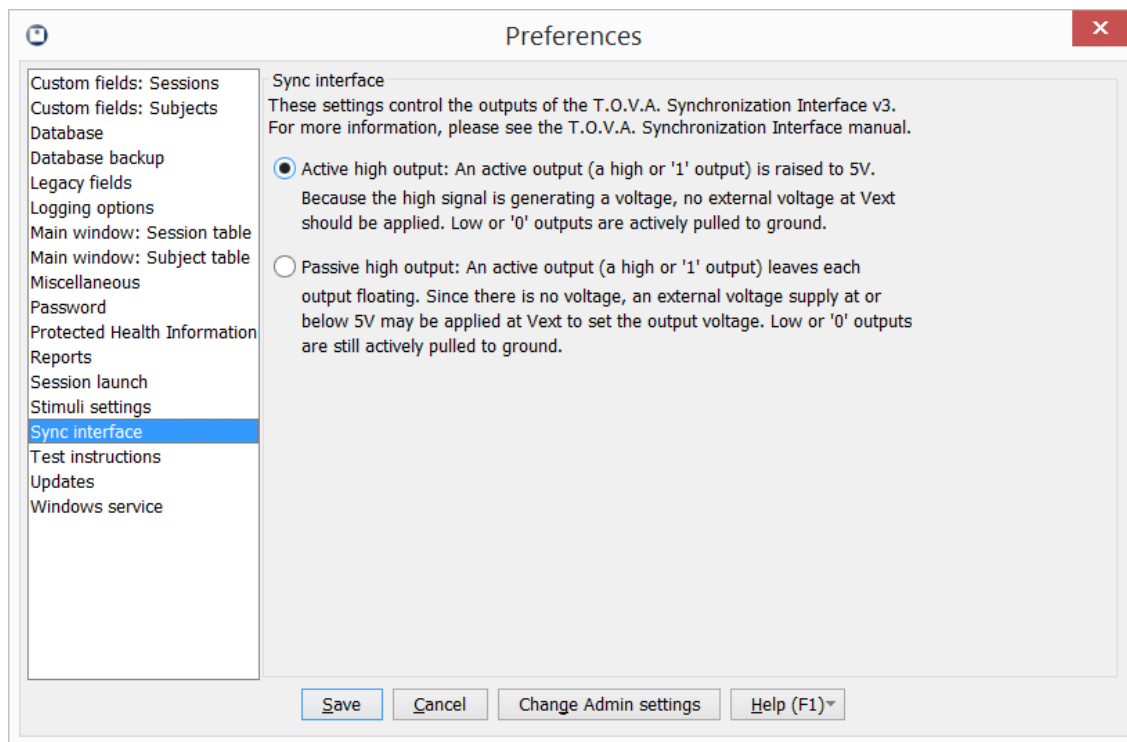 Preferences
Custom fields: Sessions
Custom fields: Subjects
Database
Database backup
Legacy fields
Logging options
Main window: Session table
Main window: Subject table
Miscellaneous
Password
Protected Health Information
Reports
Session launch
Stimuli settings
Sync interface
Test instructions
Updates
Windows service
Sync interface
These settings control the outputs of the T.O.V.A. Synchronization Interface v3.
For more information, please see the T.O.V.A. Synchronization Interface manual.
Active high output: An active output (a high or '1' output) is raised to 5V.
Because the high signal is generating a voltage, no external voltage at Vext
should be applied. Low or '0' outputs are actively pulled to ground.
Passive high output: An active output (a high or '1' output) leaves each
output floating. Since there is no voltage, an external voltage supply at or
below 5V may be applied at Vext to set the output voltage. Low or '0' outputs
are still actively pulled to ground.
Save
Cancel
Change Admin settings
Help (F1)